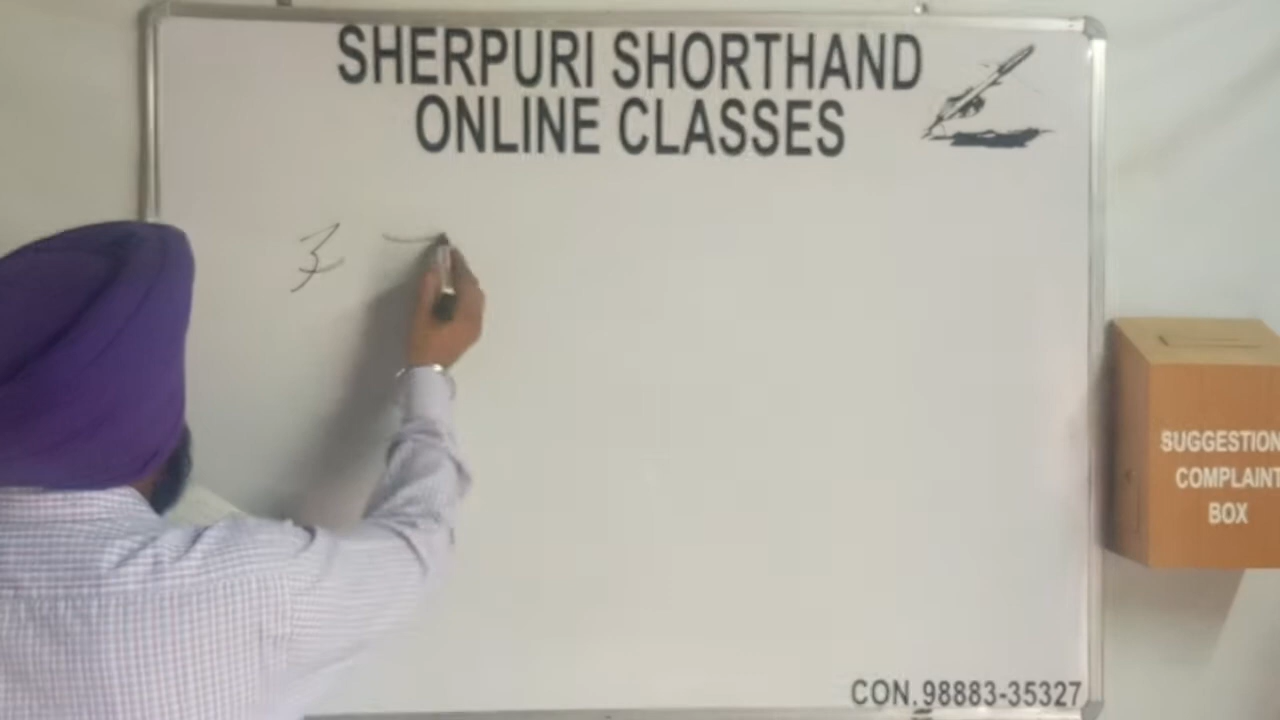 SHERPURI SHORTHAND
ONLINE CLASSES
SUGGESTION
COMPLAINT
BOX
CON.98883-35327